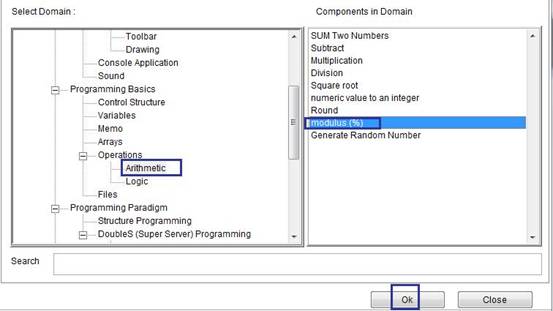 Select Domain :
Components in Domain
Toolbar
Drawing
Console Application
Sound
Programming Basics
Control Structure
Variables
Memo
Arrays
Operations
Arithmetic
Logic
Files
Programming Paradigm
Structure Programming
DoubleS (Super Server) Programming
SUM Two Numbers
Subtract
Multiplication
Division
Square root
numeric value to an integer
Round
modulus (%)
Generate Random Number
Search
Ok
Close